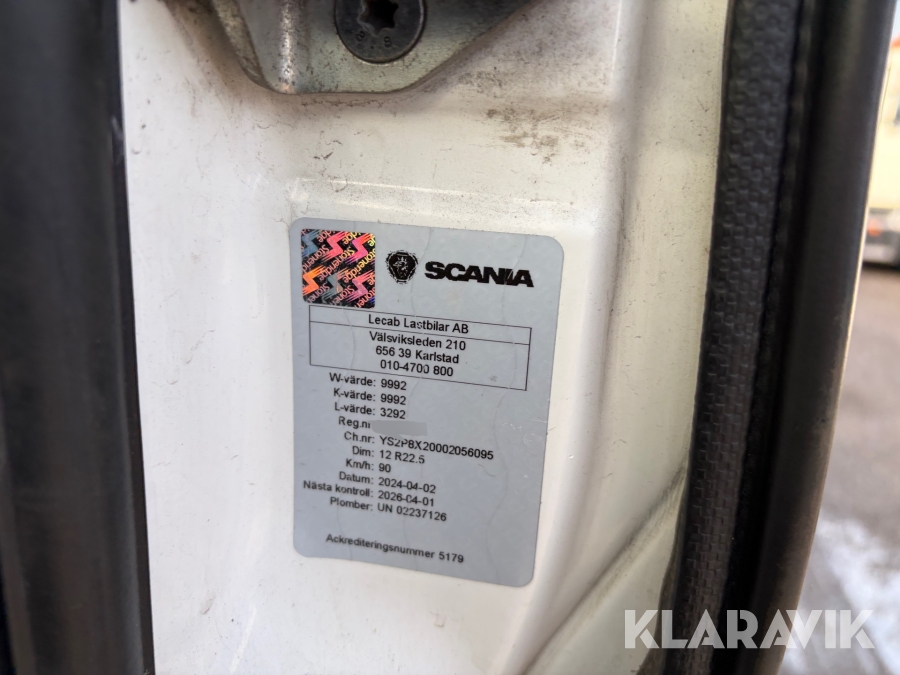 Stoneridge
SCANIA
Lecab Lastbilar AB
Välsviksleden 210
656 39 Karlstad
010-4700 800
W-värde: 9992
K-värde: 9992
L-värde: 3292
Reg.nr
Ch.nr: YS2P8X20002056095
Dim: 12 R22.5
Km/h: 90
Datum: 2024-04-02
Nästa kontroll: 2026-04-01
Plomber: UN 02237126
Ackrediteringsnummer 5179
KLARAVIK